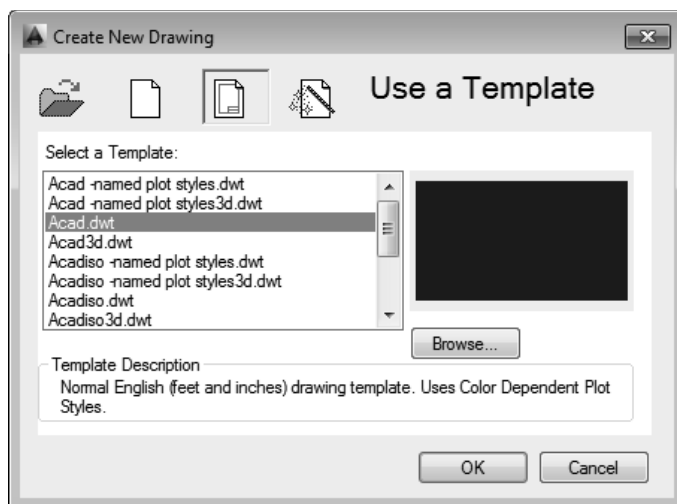 Create New Drawing
Use a Template
Select a Template:
Acad -named plot styles.dwt
Acad -named plot styles3d.dwt
Acad.dwt
Acad3d.dwt
Acadiso -named plot styles.dwt
Acadiso -named plot styles3d.dwt
Acadiso.dwt
Acadiso3d.dwt
Browse...
Template Description
Normal English (feet and inches) drawing template. Uses Color Dependent Plot
Styles.
OK
Cancel